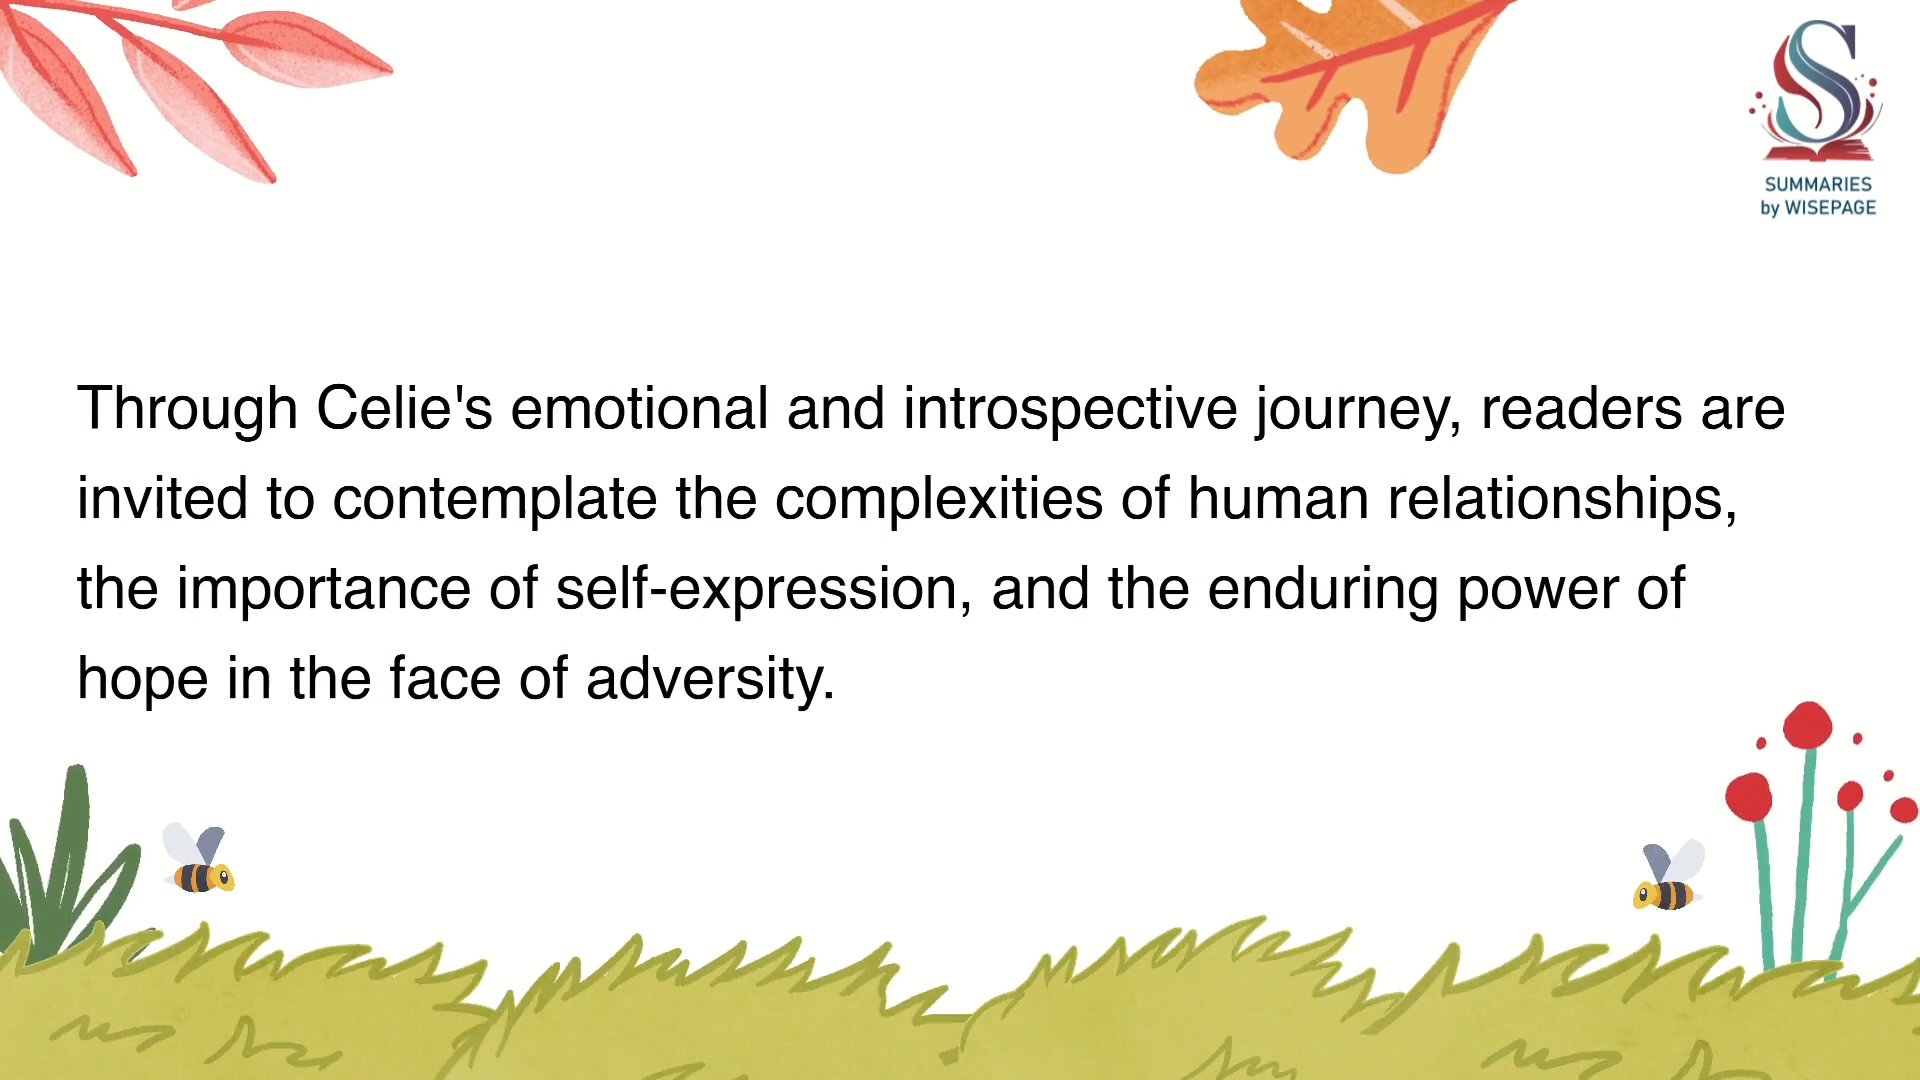 SUMMARIES
by WISEPAGE
Through Celie's emotional and introspective journey, readers are
invited to contemplate the complexities of human relationships,
the importance of self-expression, and the enduring power of
hope in the face of adversity.